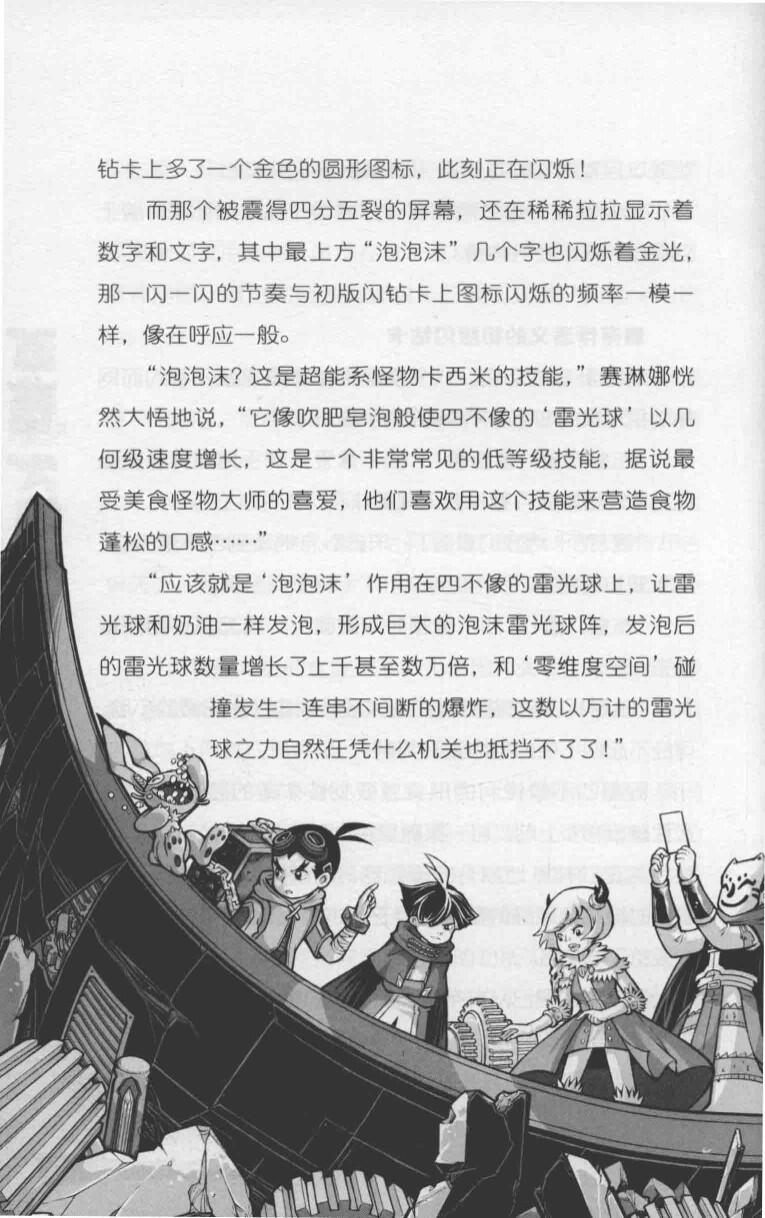 钻卡上多了一个金色的圆形图标，此刻正在闪烁！
而那个被震得四分五裂的屏幕，还在稀稀拉拉显示着
数字和文字，其中最上方“泡泡沫”几个字也闪烁着金光，
那一闪一闪的节奏与初版闪钻卡上图标闪烁的频率一模一
样，像在呼应一般。
“泡泡沫？这是超能系怪物卡西米的技能，”赛琳娜恍
然大悟地说，“它像吹肥皂泡般使四不像的‘雷光球’以几
何级速度增长，这是一个非常常见的低等级技能，据说最
受美食怪物大师的喜爱，他们喜欢用这个技能来营造食物
蓬松的口感……”
“应该就是‘泡泡沫’作用在四不像的雷光球上，让雷
光球和奶油一样发泡，形成巨大的泡沫雷光球阵，发泡后
的雷光球数量增长了上千甚至数万倍，和‘零维度空间’碰
撞发生一连串不间断的爆炸，这数以万计的雷光
球之力自然任凭什么机关也抵挡不了了！”